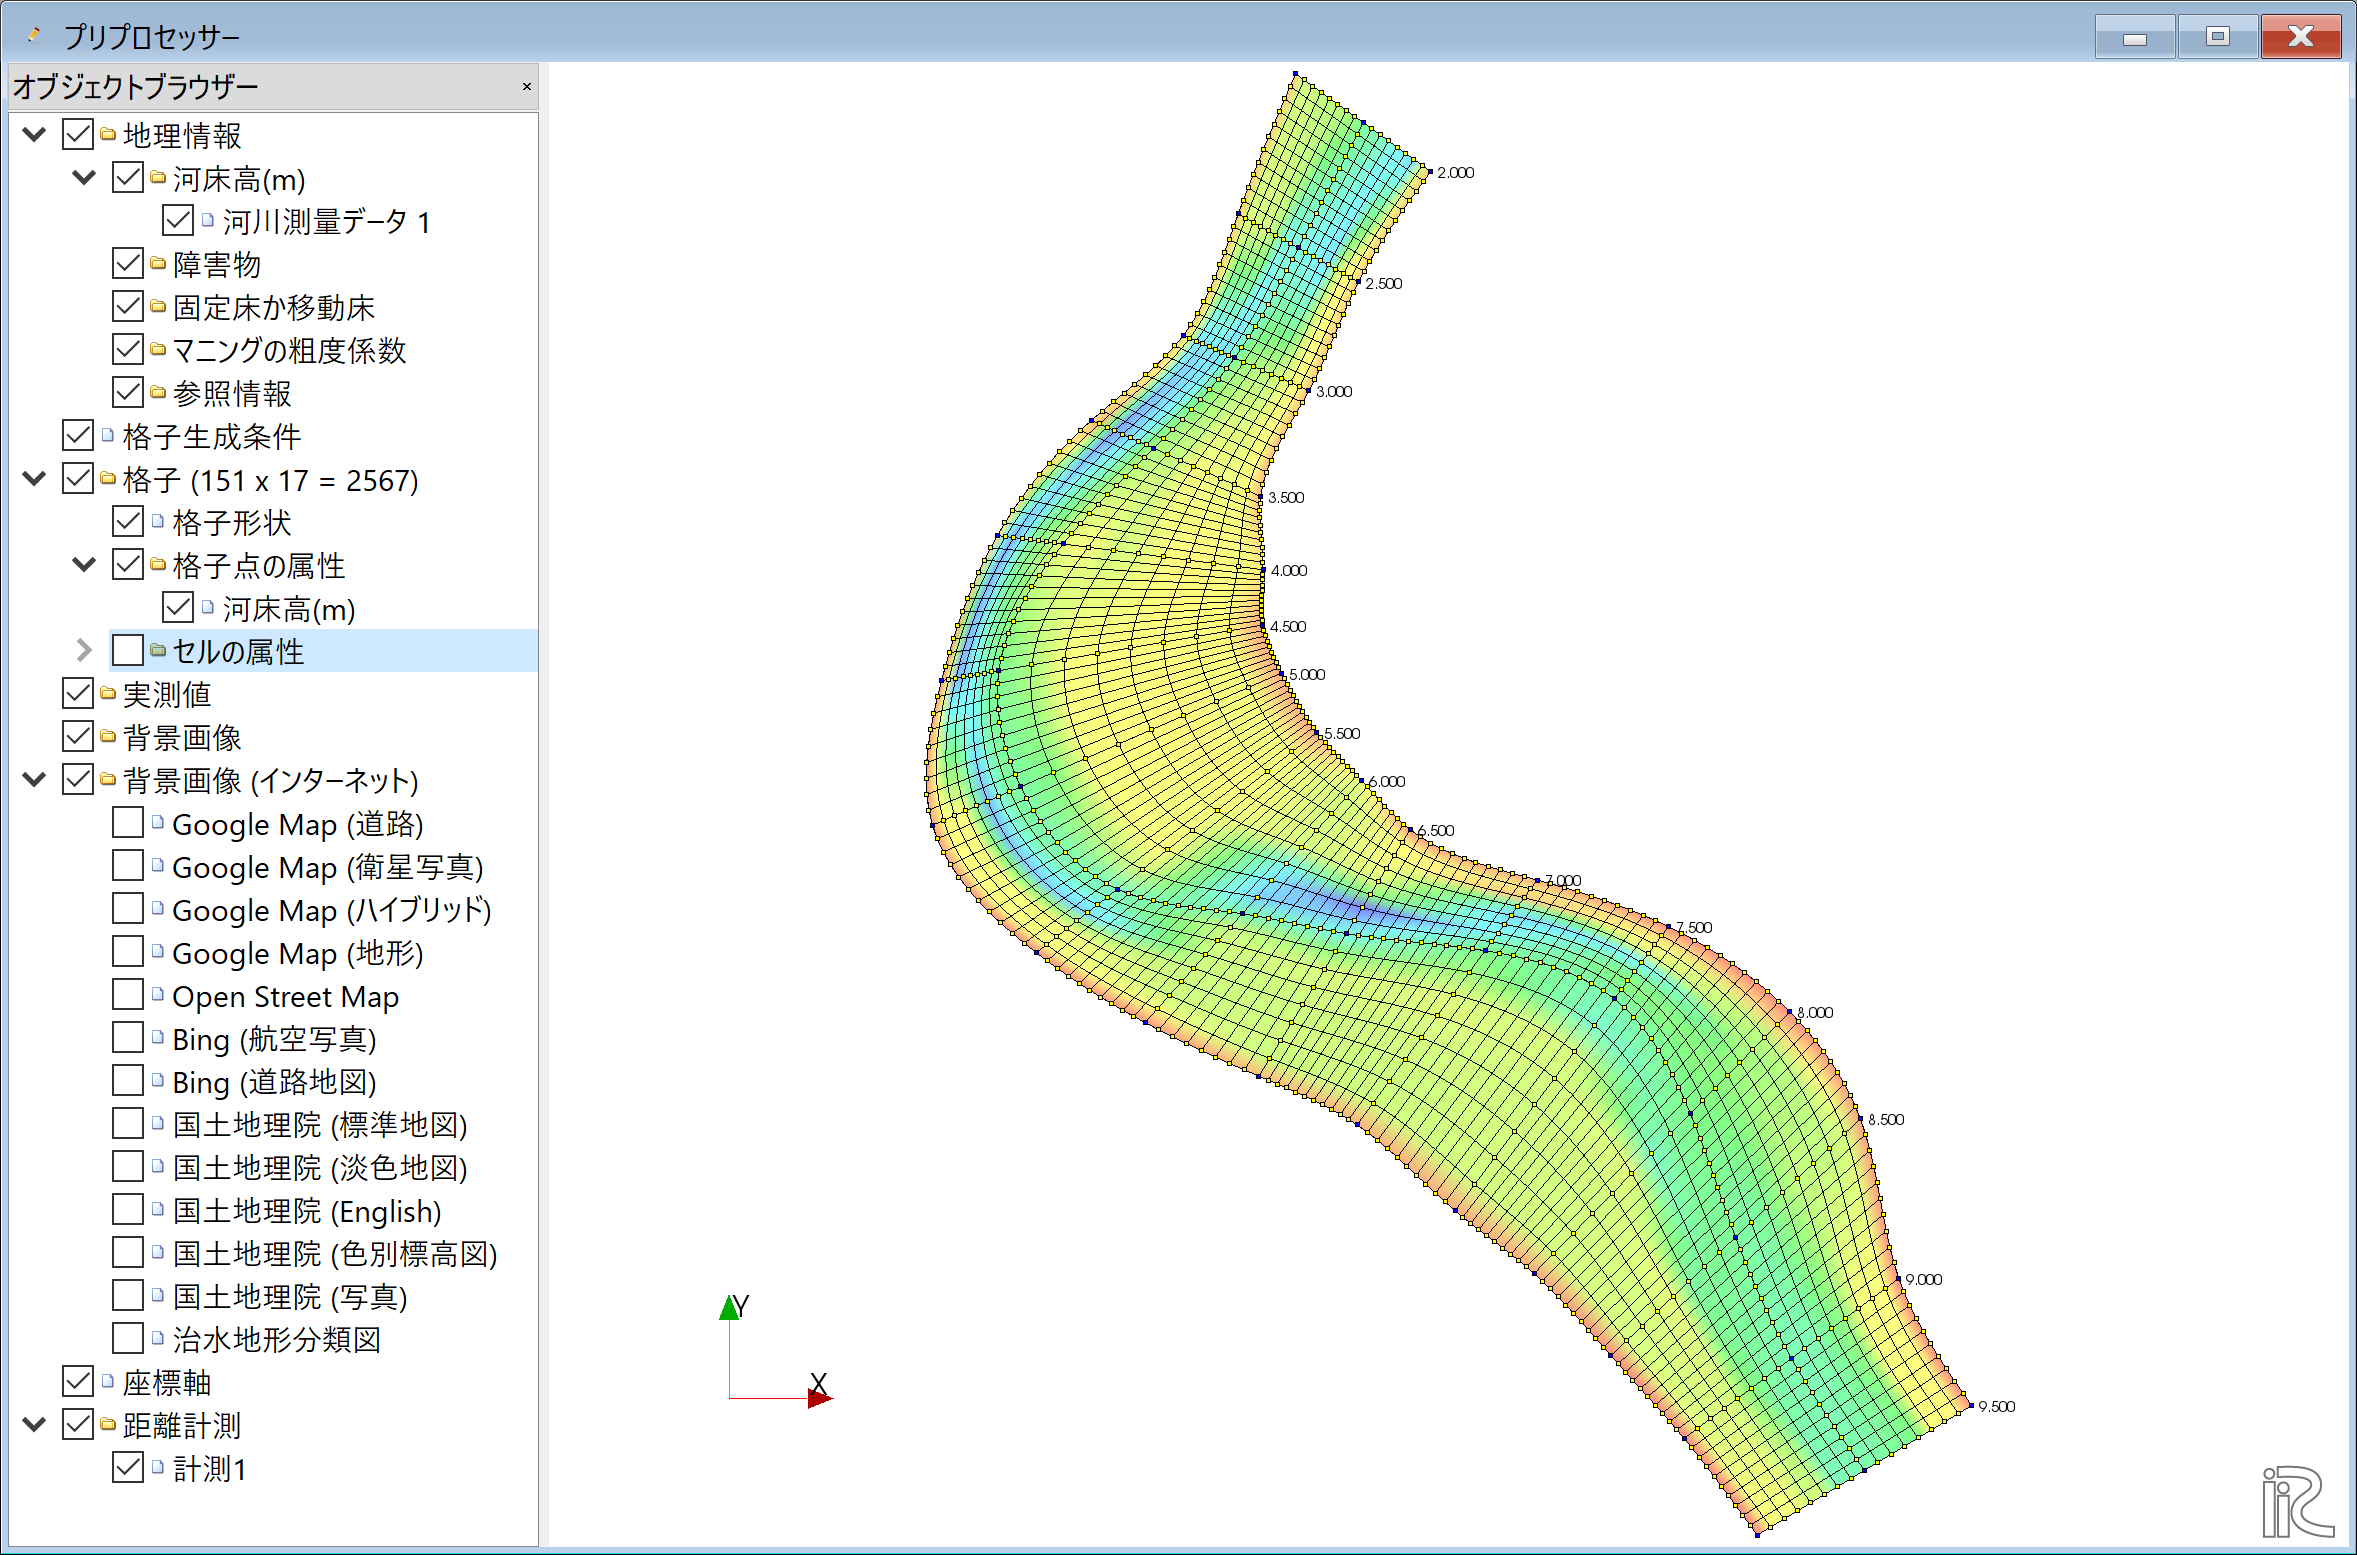 プリプロセッサー
オブジェクトブラウザー
地理情報
河床高(m)
河川測量データ 1
障害物
固定床か移動床
マニングの粗度係数
参照情報
格子生成条件
格子 (151 x 17 = 2567)
格子形状
格子点の属性
河床高(m)
セルの属性
実測値
背景画像
背景画像 (インターネット)
Google Map (道路)
Google Map (衛星写真)
Google Map (ハイブリッド)
Google Map (地形)
Open Street Map
Bing (航空写真)
Bing (道路地図)
国土地理院 (標準地図)
国土地理院 (淡色地図)
国土地理院 (English)
国土地理院 (色別標高図)
国土地理院 (写真)
治水地形分類図
座標軸
距離計測
計測1
2.000
2.500
3.000
3.500
4.000
4.500
5.000
5.500
6.000
6.500
7.000
7.500
8.000
8.500
9.000
9.500
Y
X
iRIC